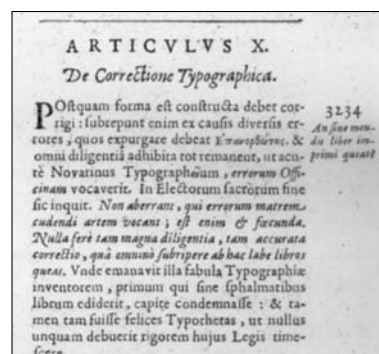 ARTICVLVS X.
De Correctione Typographica.
POstquam forma est constructa debet cor-
rigi : subrepunt enim ex causis diversis er-
rores, quos expurgare debeat Επανορθώτης. &
omni diligentiâ adhibita tot remanent, ut acu-
tè Novarinus Typographæum, errorum Offi-
cinam vocaverit. In Electorum sacrorum fine
sic inquit. Non aberrant, qui errorum matrem
cudendi artem vocant ; est enim & fœcunda.
Nulla ferè tam magna diligentia, tam accurata
correctio, quâ omninò subripere ab hac labe libros
queas. Vnde emanavit illa fabula Typographiæ
inventorem, primum qui sine sphalmatibus
librum ediderit, capite condemnasse : & ta-
men tam fuisse felices Typothetas, ut nullus
unquam debuerit rigorem hujus Legis time-
scere.
3234
An sine men-
dis liber im-
primi queat